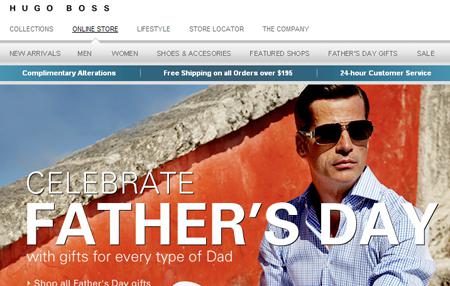 HUGO BOSS
COLLECTIONS ONLINE STORE LIFESTYLE STORE LOCATOR THE COMPANY
NEW ARRIVALS MEN WOMEN SHOES & ACCESORIES FEATURED SHOPS FATHER'S DAY GIFTS SALE
Complimentary Alterations Free Shipping on all Orders over $195 24-hour Customer Service
CELEBRATE
FATHER'S DAY
with gifts for every type of Dad
Shop all Father's Day gifts